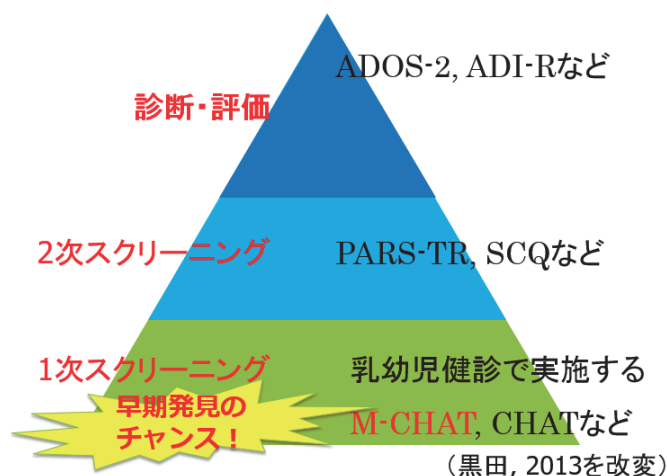 ADOS-2, ADI-Rなど
診断・評価
2次スクリーニング
PARS-TR, SCQなど
1次スクリーニング
乳幼児健診で実施する
早期発見の
チャンス！
M-CHAT, CHATなど
（黒田, 2013を改変）